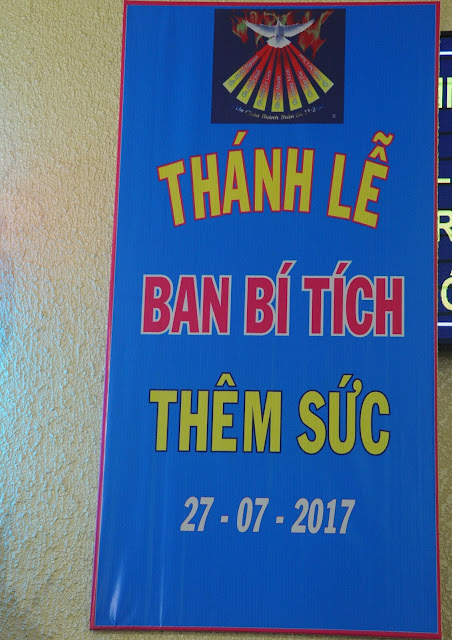 THÁNH LỄ
BAN BÍ TÍCH
THÊM SỨC
27 - 07 - 2017